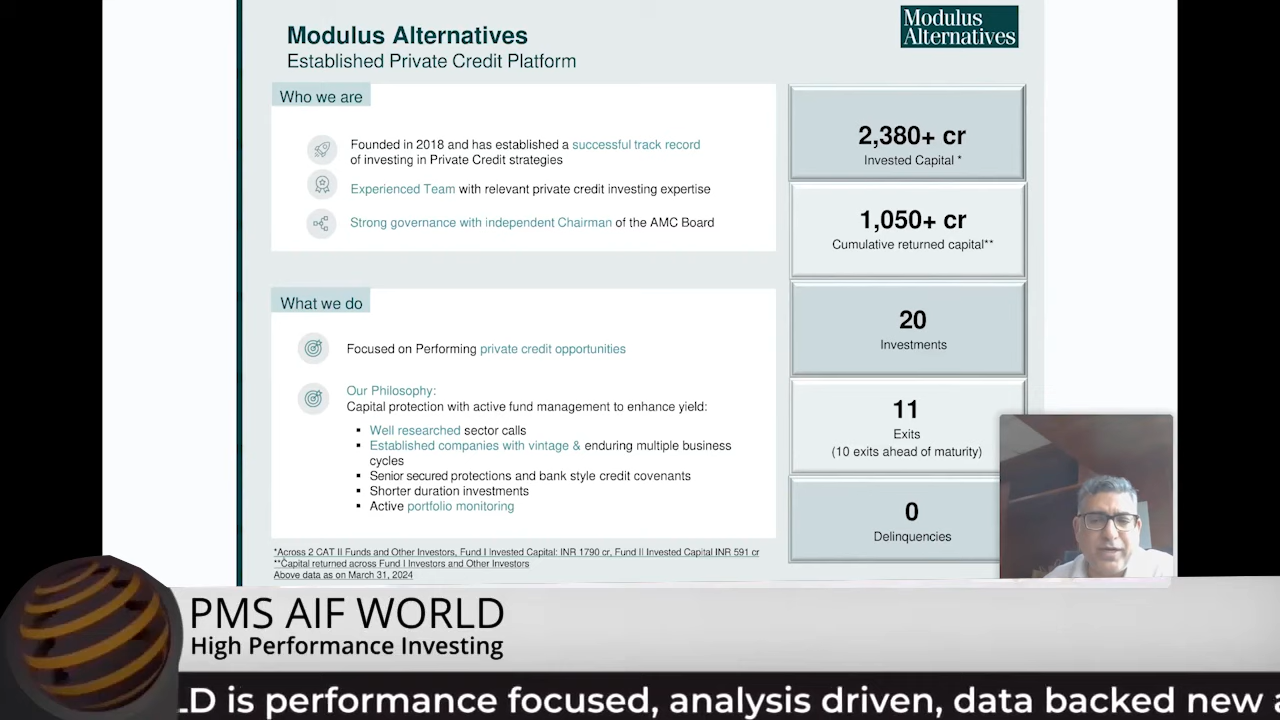 Modulus Alternatives
Established Private Credit Platform
Modulus
Alternatives
Who we are
Founded in 2018 and has established a successful track record
of investing in Private Credit strategies
Experienced Team with relevant private credit investing expertise
Strong governance with independent Chairman of the AMC Board
What we do
Focused on Performing private credit opportunities
Our Philosophy:
Capital protection with active fund management to enhance yield:
▪ Well researched sector calls
▪ Established companies with vintage & enduring multiple business
cycles
▪ Senior secured protections and bank style credit covenants
▪ Shorter duration investments
▪ Active portfolio monitoring
*Across 2 CAT II Funds and Other Investors, Fund I Invested Capital: INR 1790 cr, Fund II Invested Capital INR 591 cr
**Capital returned across Fund I Investors and Other Investors
Above data as on March 31, 2024
2,380+ cr
Invested Capital *
1,050+ cr
Cumulative returned capital**
20
Investments
11
Exits
(10 exits ahead of maturity)
0
Delinquencies
PMS AIF WORLD
High Performance Investing
LD is performance focused, analysis driven, data backed new a